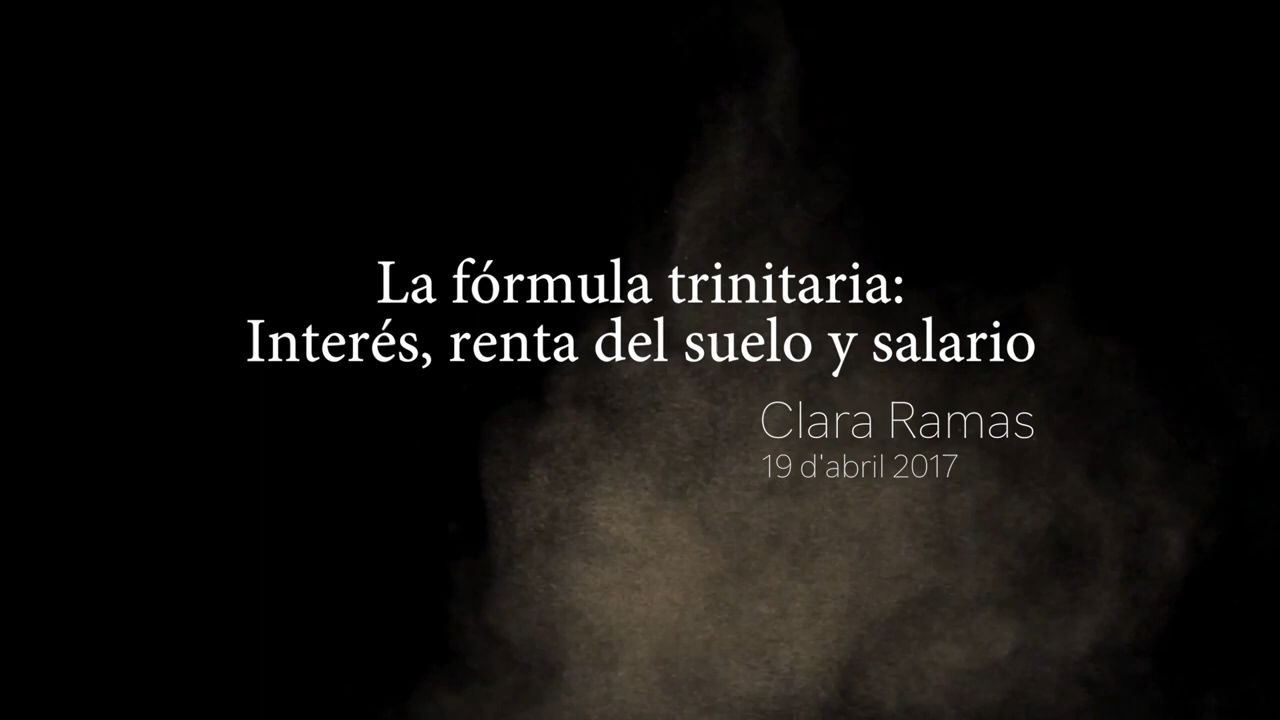 La fórmula trinitaria:
Interés, renta del suelo y salario
Clara Ramas
19 d'abril 2017